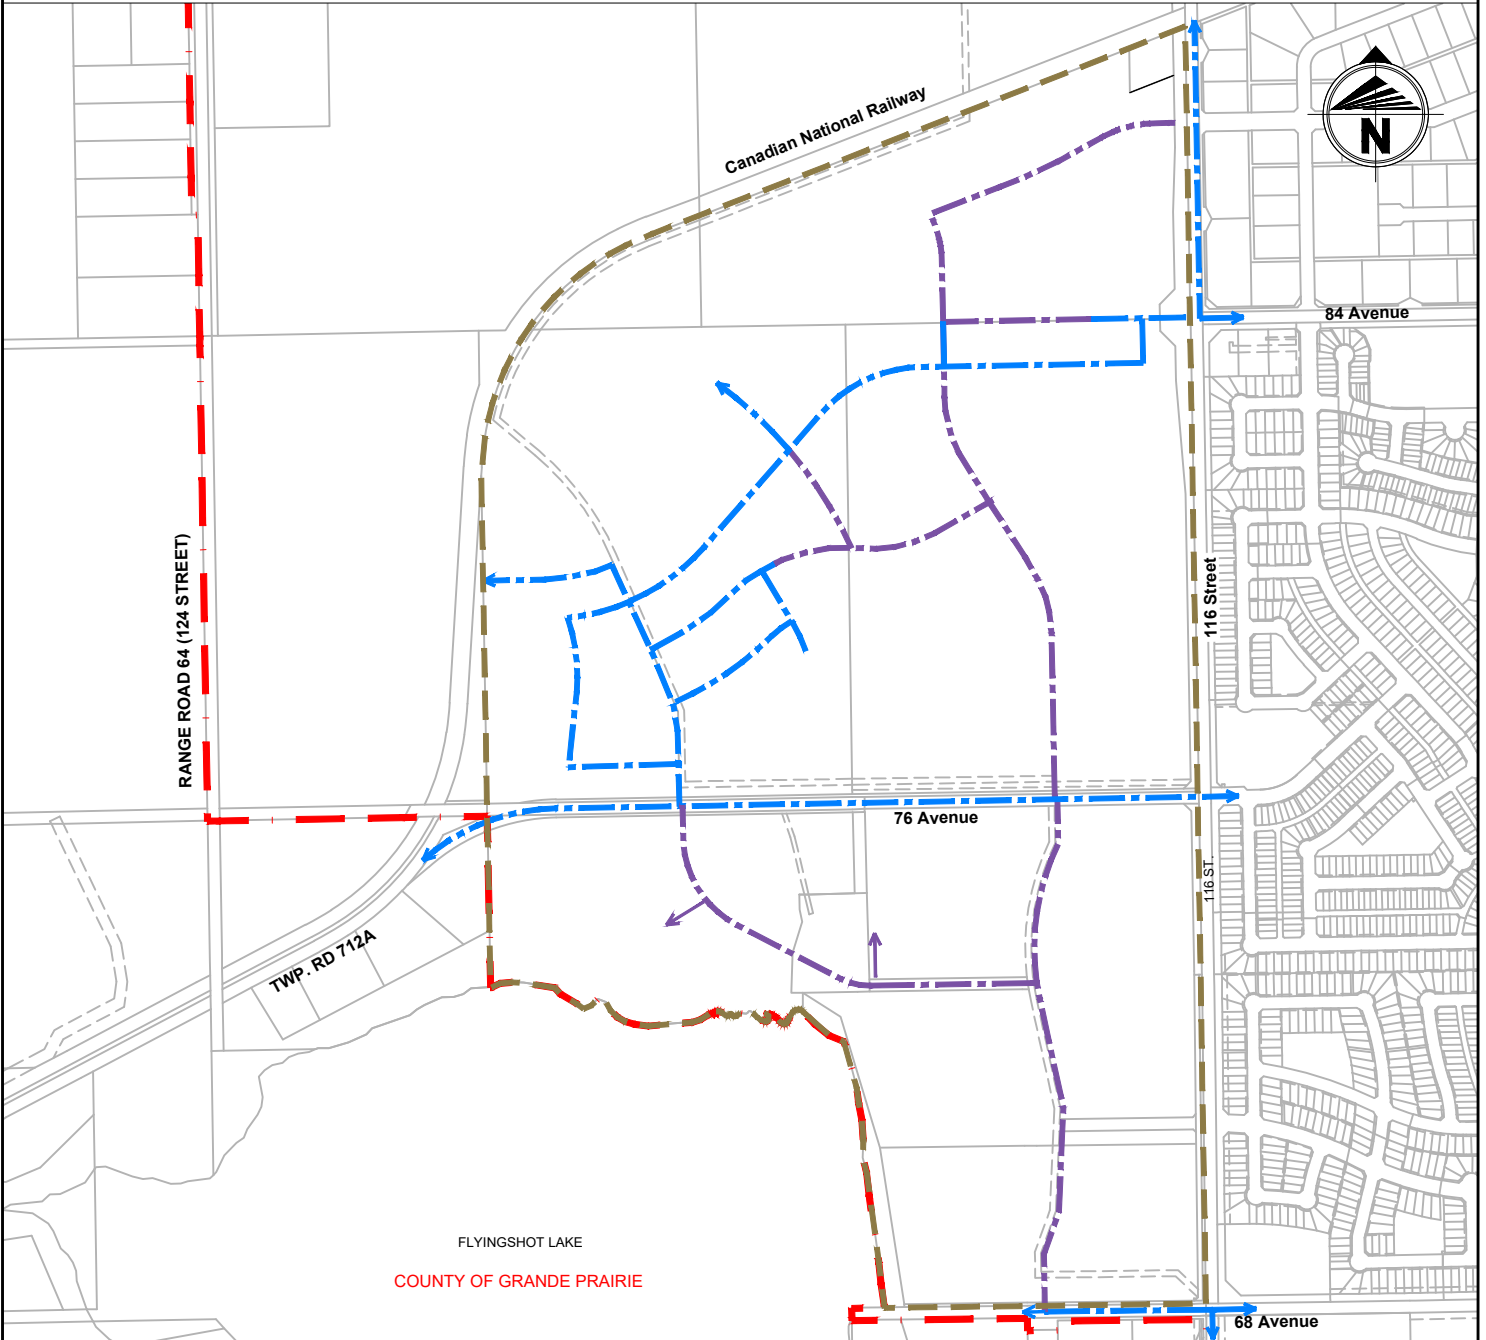 Canadian National Railway
N
84 Avenue
RANGE ROAD 64 (124 STREET)
116 Street
76 Avenue
116 ST.
TWP. RD 712A
FLYINGSHOT LAKE
COUNTY OF GRANDE PRAIRIE
68 Avenue